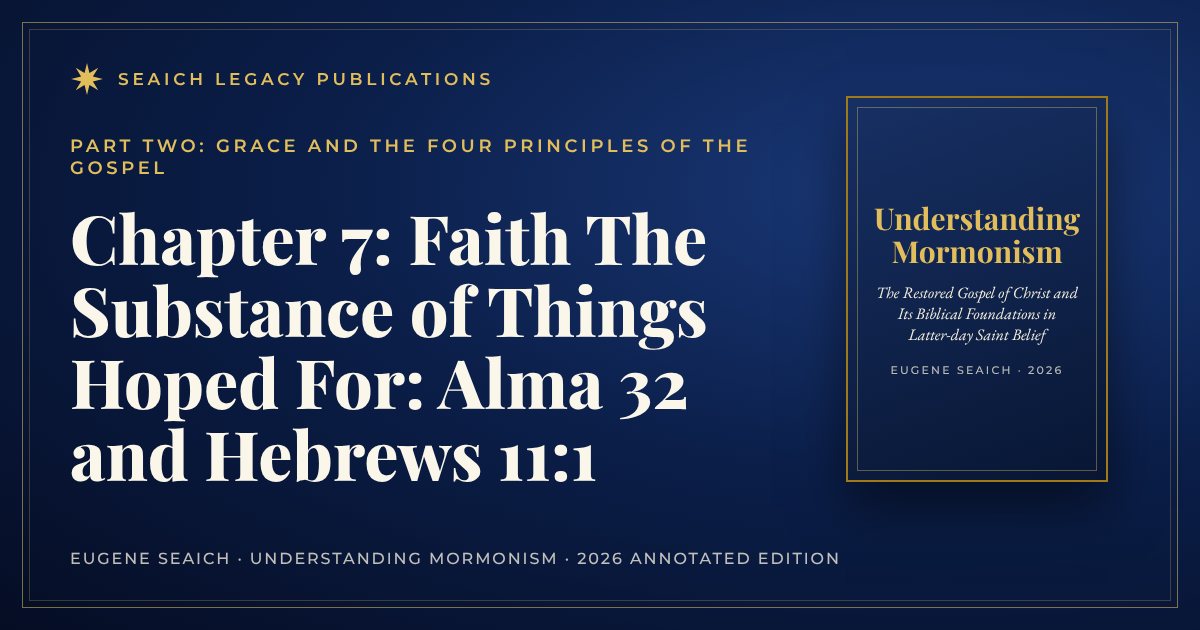 SEAICH LEGACY PUBLICATIONS
PART TWO: GRACE AND THE FOUR PRINCIPLES OF THE
GOSPEL
Chapter 7: Faith The
Substance of Things
Hoped For: Alma 32
and Hebrews 11:1
EUGENE SEAICH · UNDERSTANDING MORMONISM · 2026 ANNOTATED EDITION
Understanding
Mormonism
The Restored Gospel of Christ and
Its Biblical Foundations in
Latter-day Saint Belief
EUGENE SEAICH · 2026